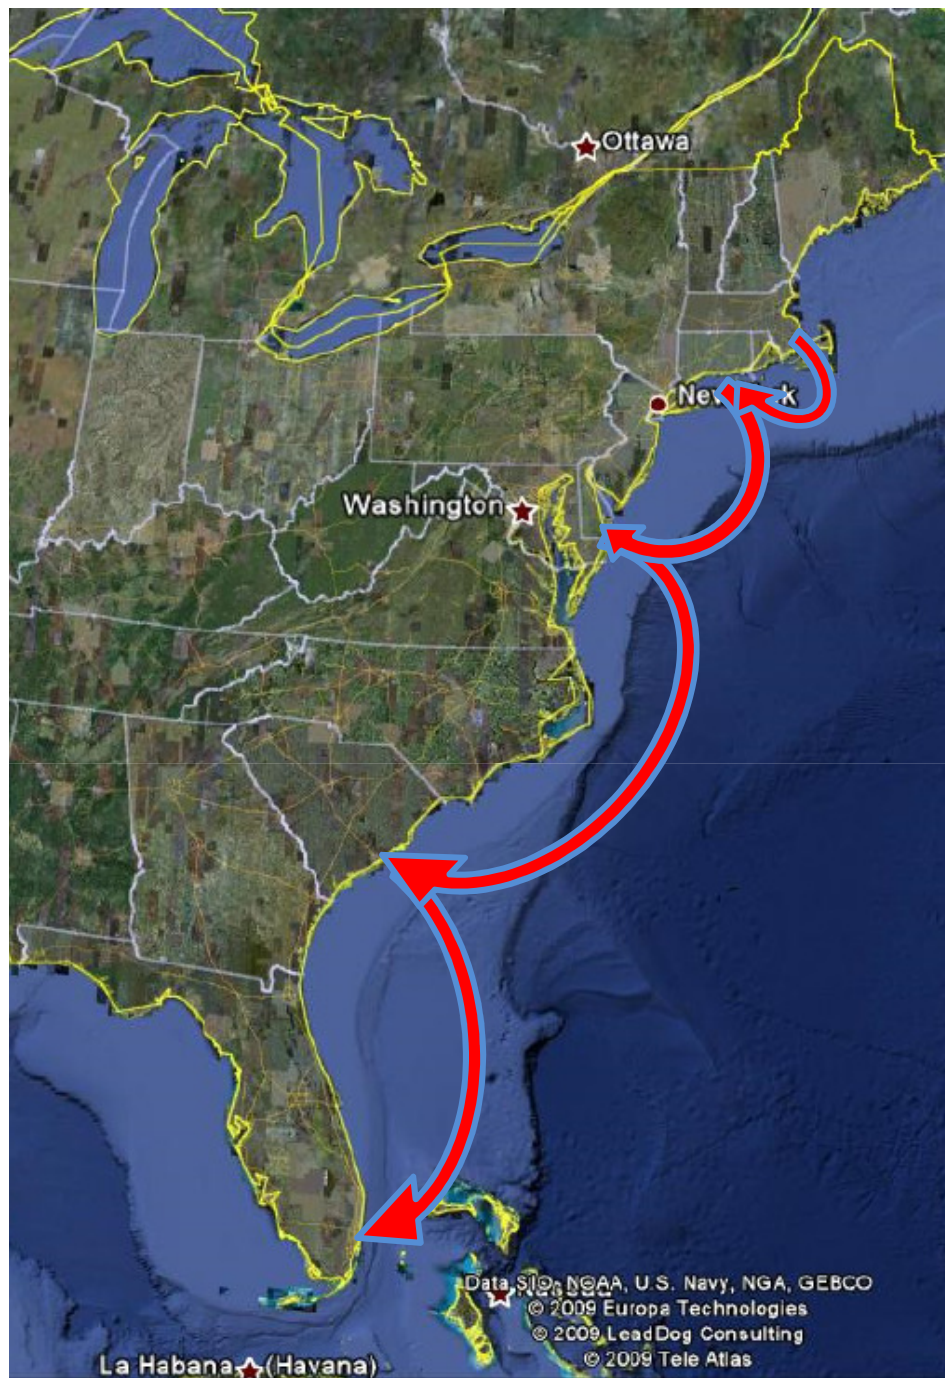 Ottawa
New
k
Washington
Data SIO, NOAA, U.S. Navy, NGA, GEBCO
© 2009 Europa Technologies
© 2009 LeadDog Consulting
© 2009 Tele Atlas
La Habana (Havana)